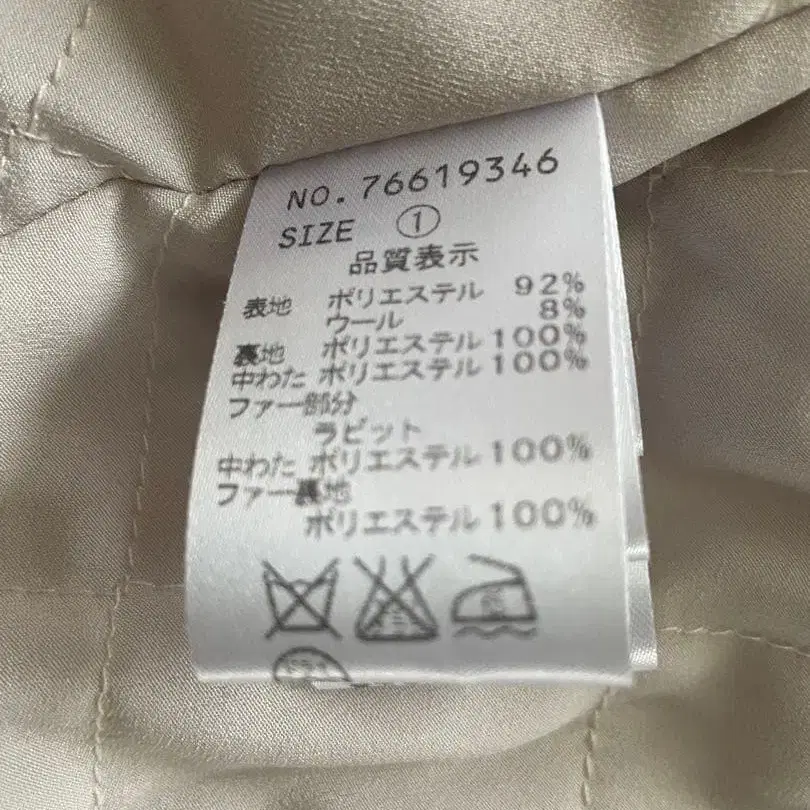 NO.76619346
SIZE ①
品質表示
表地 ポリエステル 92%
ウール 8%
裏地 ポリエステル 100%
中わた ポリエステル 100%
ファー部分
ラビット
中わた ポリエステル 100%
ファー裏地
ポリエステル 100%